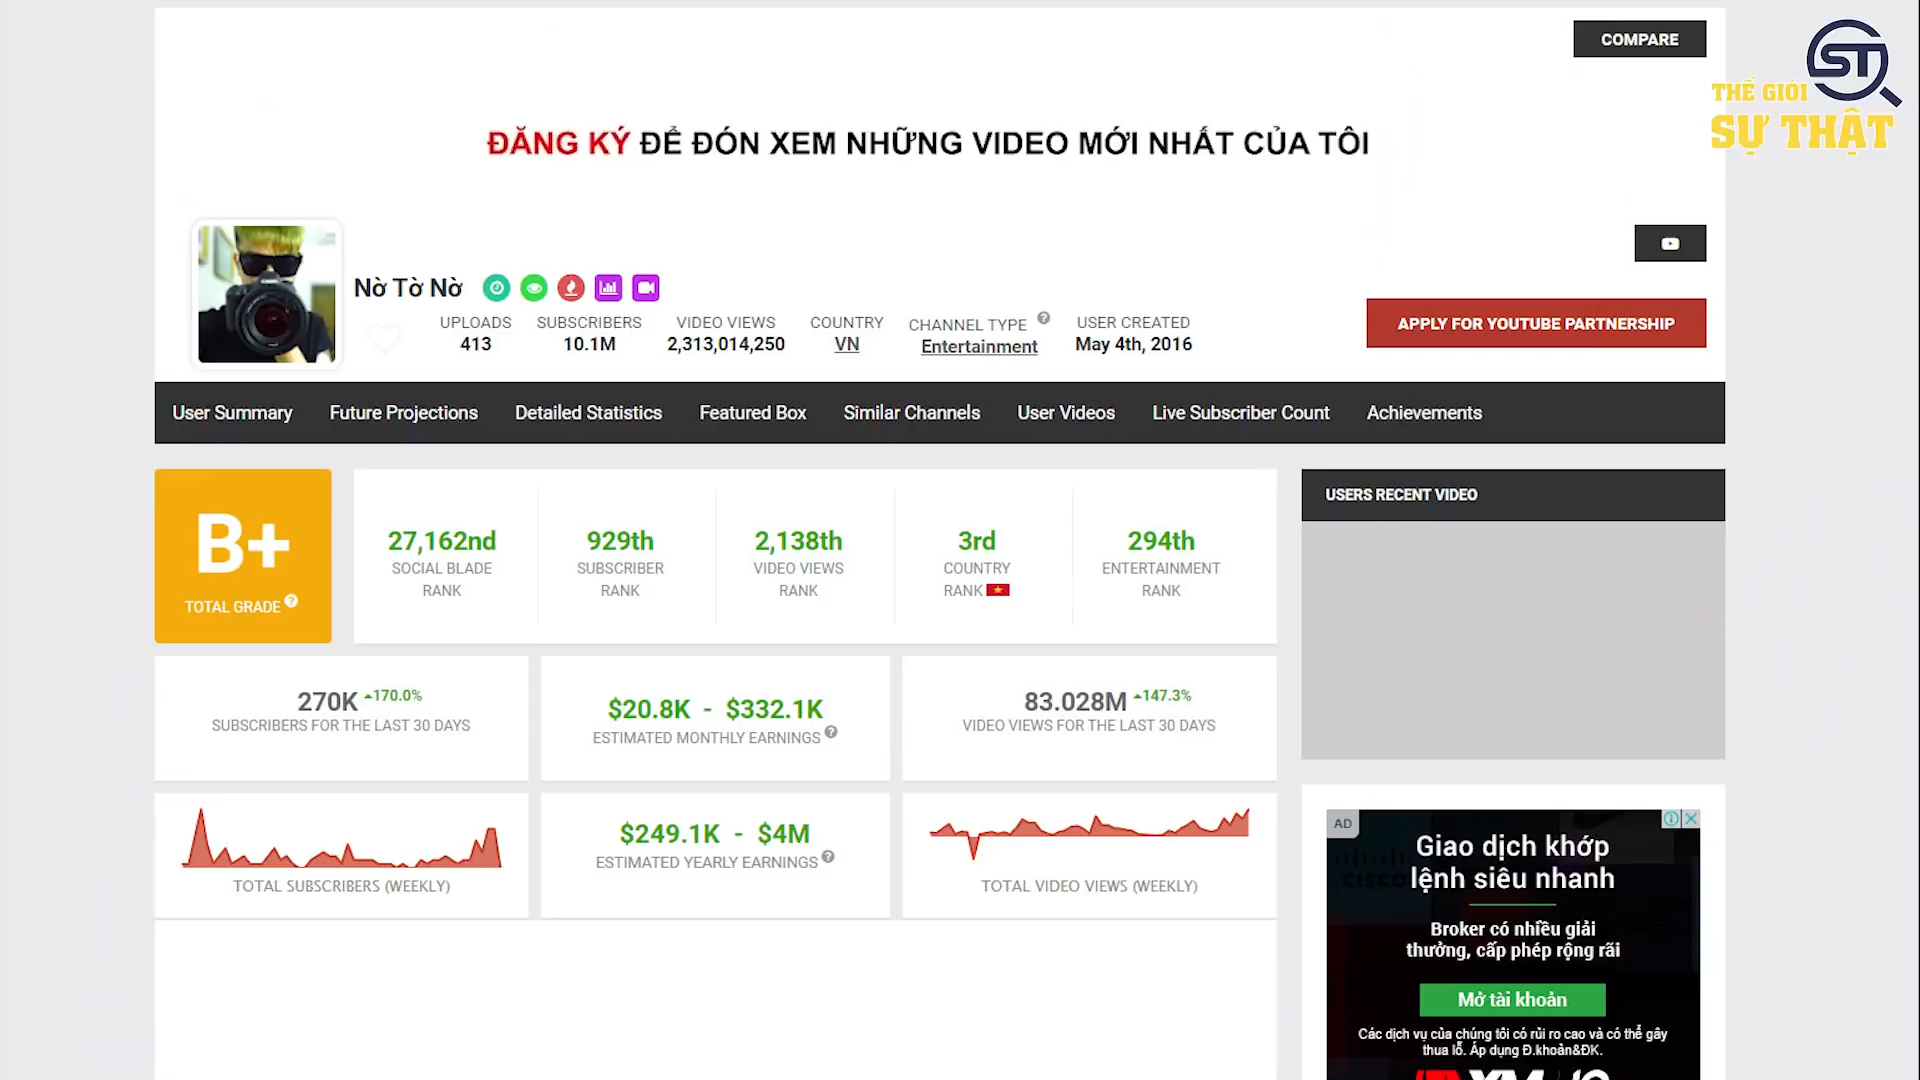 COMPARE
ST
THẾ GIỚI
SỰ THẬT
ĐĂNG KÝ ĐỂ ĐÓN XEM NHỮNG VIDEO MỚI NHẤT CỦA TÔI
Nờ Tờ Nờ
UPLOADS
413
SUBSCRIBERS
10.1M
VIDEO VIEWS
2,313,014,250
COUNTRY
VN
CHANNEL TYPE
Entertainment
USER CREATED
May 4th, 2016
APPLY FOR YOUTUBE PARTNERSHIP
User Summary
Future Projections
Detailed Statistics
Featured Box
Similar Channels
User Videos
Live Subscriber Count
Achievements
B+
TOTAL GRADE
27,162nd
SOCIAL BLADE
RANK
929th
SUBSCRIBER
RANK
2,138th
VIDEO VIEWS
RANK
3rd
COUNTRY
RANK
294th
ENTERTAINMENT
RANK
USERS RECENT VIDEO
270K 170.0%
SUBSCRIBERS FOR THE LAST 30 DAYS
$20.8K - $332.1K
ESTIMATED MONTHLY EARNINGS
83.028M 147.3%
VIDEO VIEWS FOR THE LAST 30 DAYS
TOTAL SUBSCRIBERS (WEEKLY)
$249.1K - $4M
ESTIMATED YEARLY EARNINGS
TOTAL VIDEO VIEWS (WEEKLY)
AD
Giao dịch khớp
lệnh siêu nhanh
Broker có nhiều giải
thưởng, cấp phép rộng rãi
Mở tài khoản
Các dịch vụ của chúng tôi có rủi ro cao và có thể gây
thua lỗ. Áp dụng Đ.khoản&ĐK.